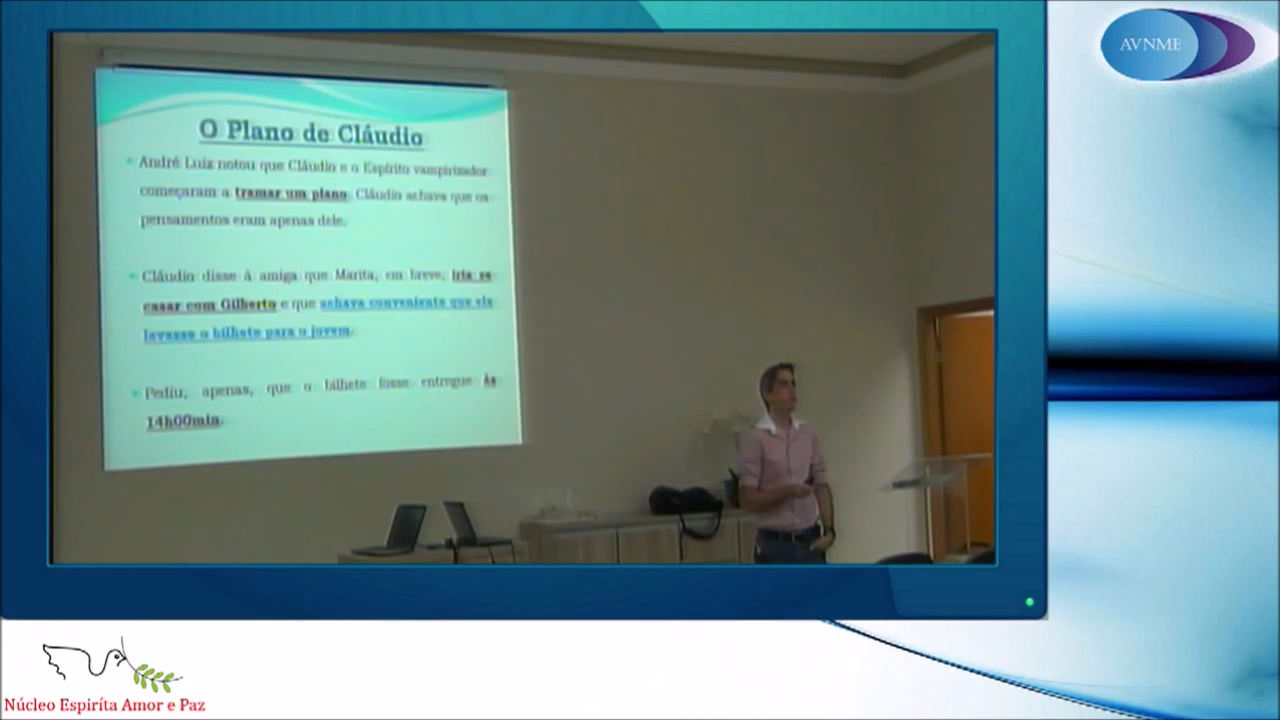 AVNME
O Plano de Cláudio
André Luiz notou que Cláudio e o Espírito vampirizador
começaram a tramar um plano. Cláudio achava que os
pensamentos eram apenas dele.
Cláudio disse à amiga que Marita, em breve, iria se
casar com Gilberto e que achava conveniente que ela
levasse o bilhete para o jovem.
Pediu, apenas, que o bilhete fosse entregue às
14h00min.
Núcleo Espiríta Amor e Paz